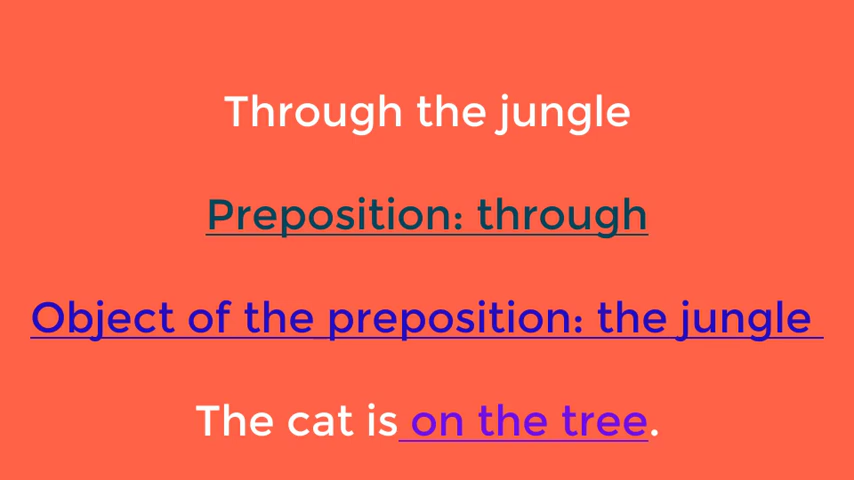 Through the jungle
Preposition: through
Object of the preposition: the jungle
The cat is on the tree.